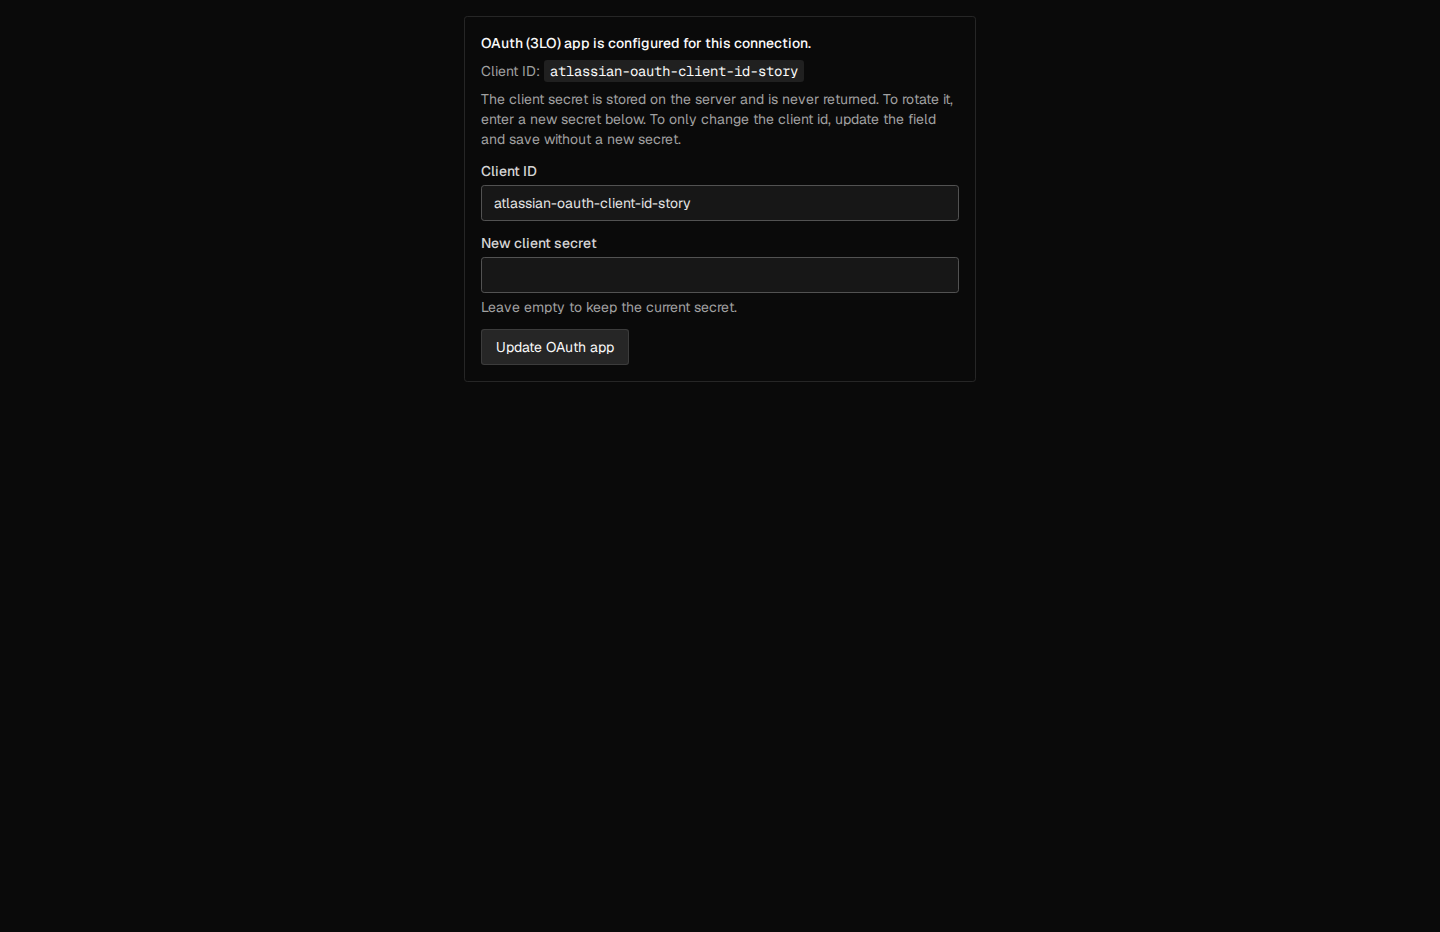 OAuth (3LO) app is configured for this connection.
Client ID: atlassian-oauth-client-id-story
The client secret is stored on the server and is never returned. To rotate it,
enter a new secret below. To only change the client id, update the field
and save without a new secret.
Client ID
atlassian-oauth-client-id-story
New client secret
Leave empty to keep the current secret.
Update OAuth app